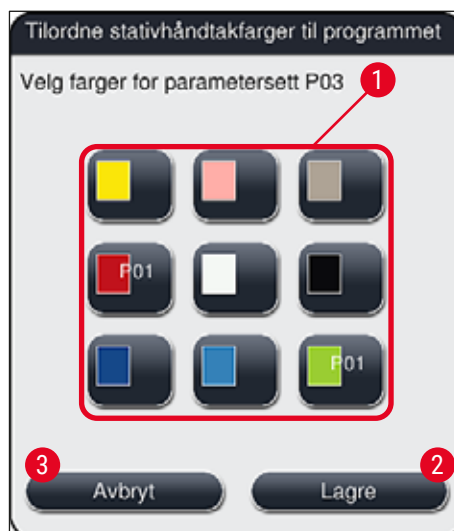 Tilordne stativhåndtakfarger til programmet
Velg farger for parametersett P03
1
P01
P01
3
2
Avbryt
Lagre